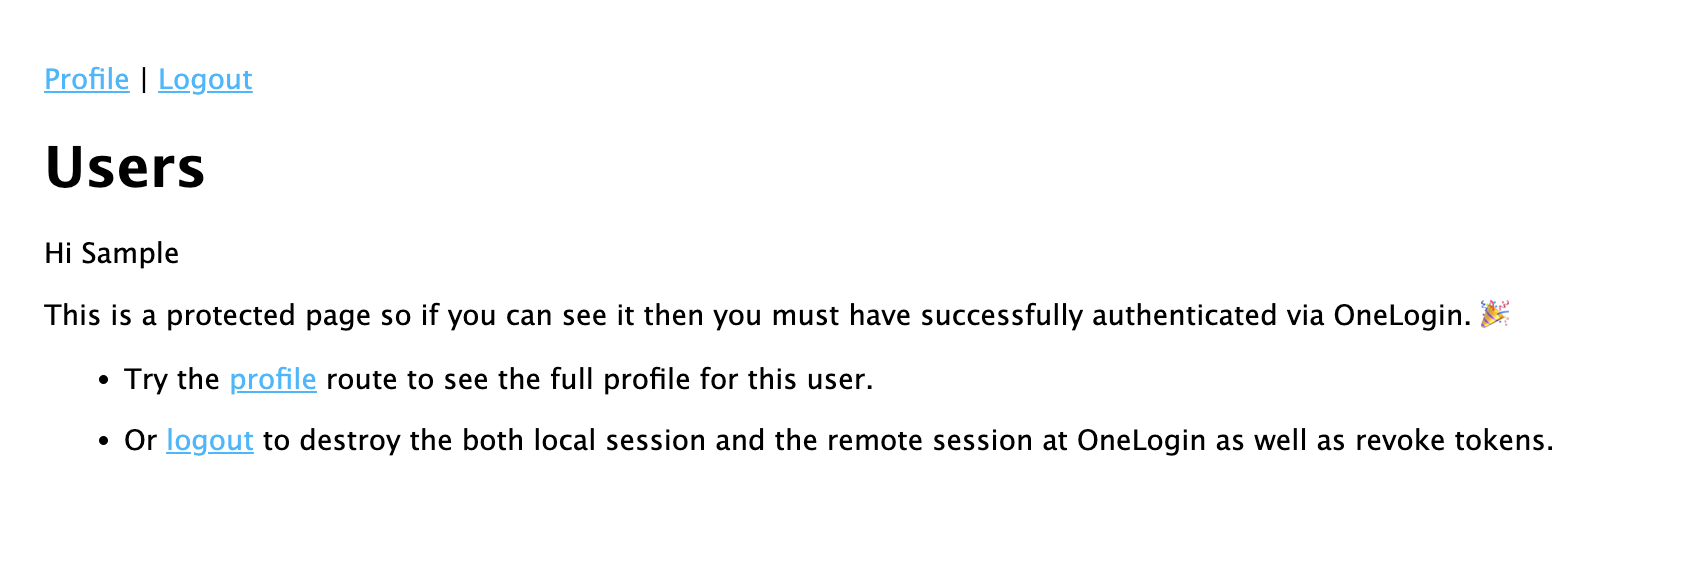 Profile | Logout
Users
Hi Sample
This is a protected page so if you can see it then you must have successfully authenticated via OneLogin. 🎉
• Try the profile route to see the full profile for this user.
• Or logout to destroy the both local session and the remote session at OneLogin as well as revoke tokens.